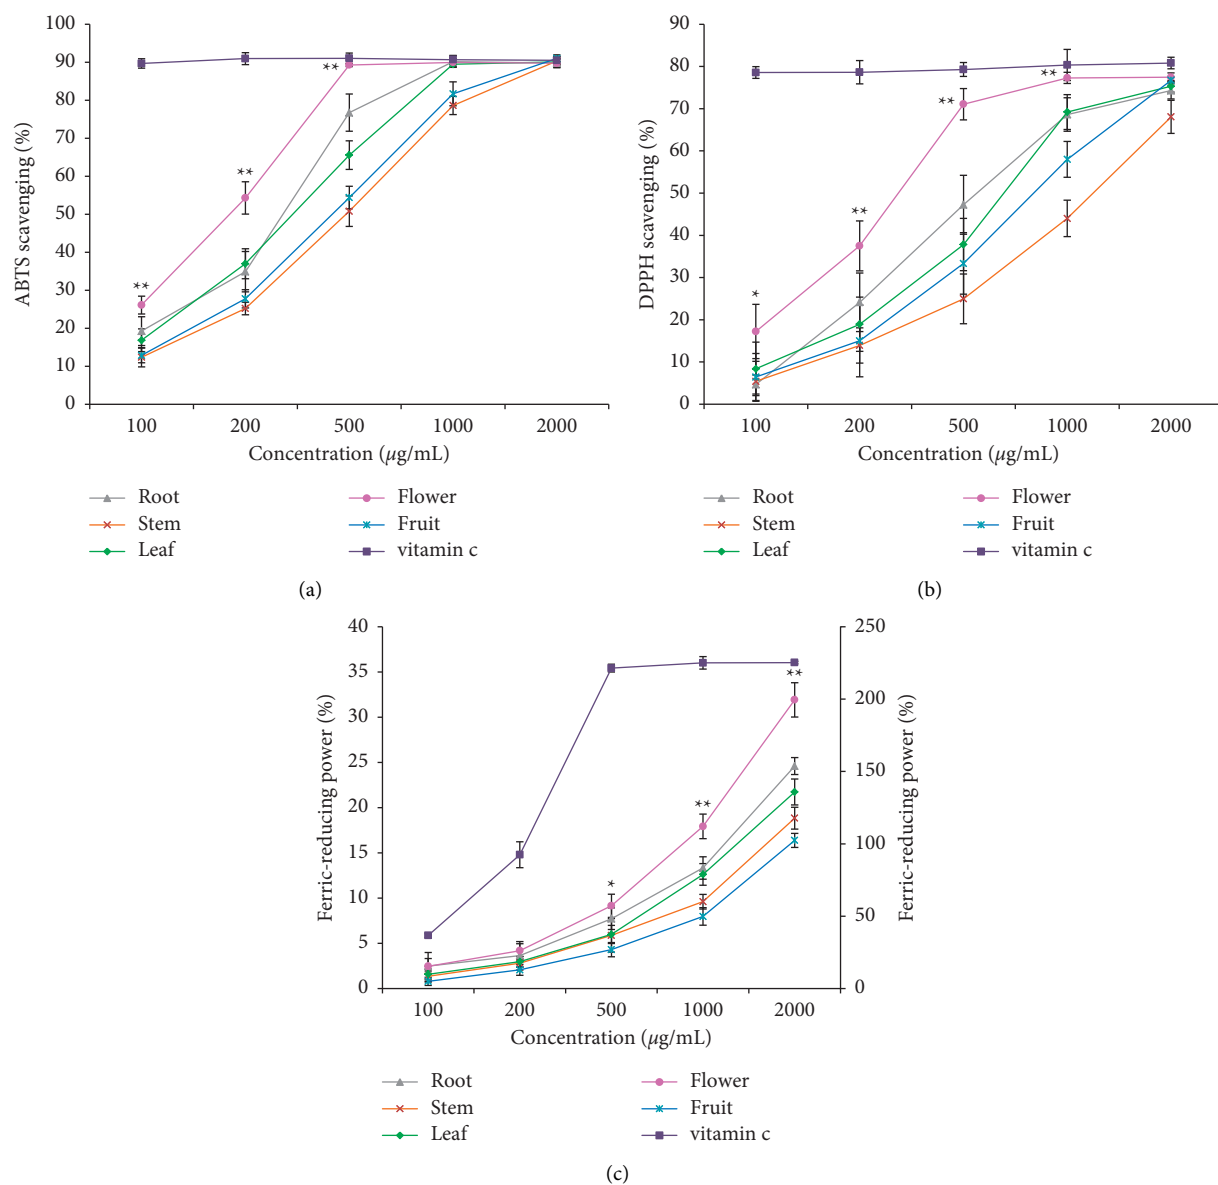 100
90
80
70
60
50
40
30
20
10
0
ABTS scavenging (%)
**
**
**
100 200 500 1000 2000
Concentration (μg/mL)
Root Flower
Stem Fruit
Leaf vitamin c
(a)
90
80
70
60
50
40
30
20
10
0
DPPH scavenging (%)
*
**
**
**
100 200 500 1000 2000
Concentration (μg/mL)
Root Flower
Stem Fruit
Leaf vitamin c
(b)
40
35
30
25
20
15
10
5
0
Ferric-reducing power (%)
*
**
**
250
200
150
100
50
0
Ferric-reducing power (%)
100 200 500 1000 2000
Concentration (μg/mL)
Root Flower
Stem Fruit
Leaf vitamin c
(c)